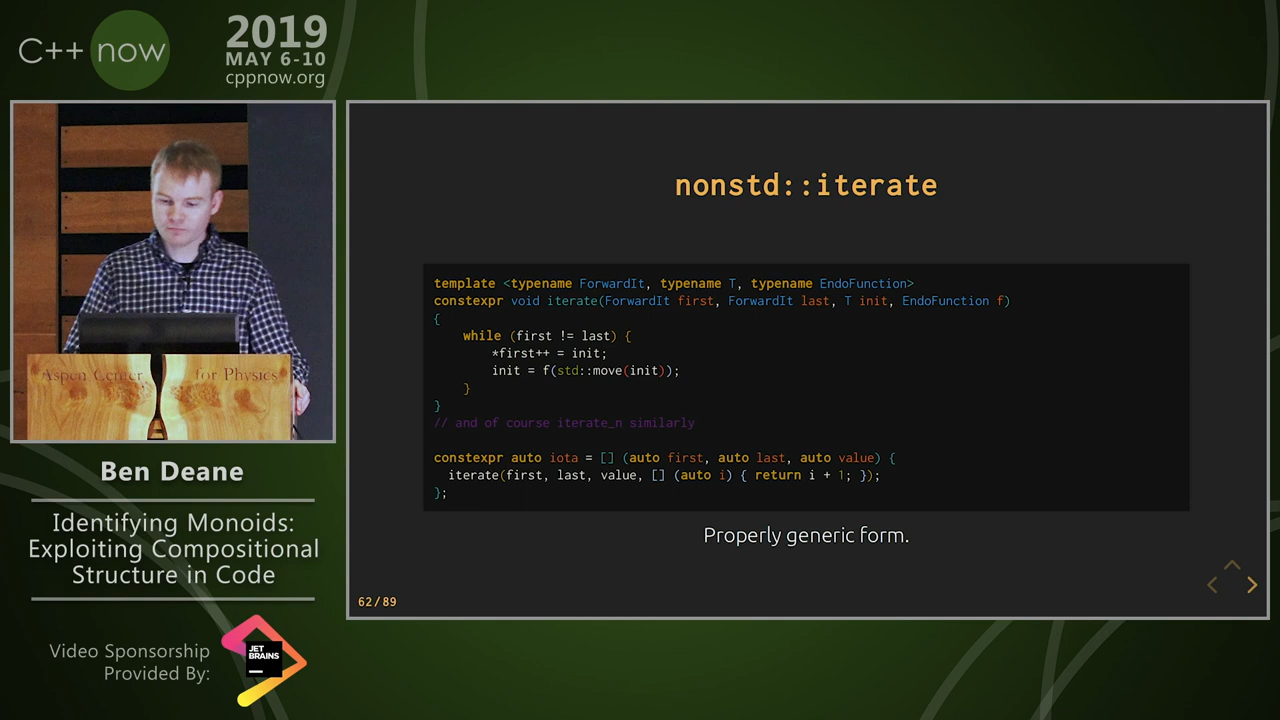 C++ now
2019
MAY 6-10
cppnow.org
Aspen Center for Physics
Ben Deane
Identifying Monoids:
Exploiting Compositional
Structure in Code
Video Sponsorship
Provided By:
JET
BRAINS
nonstd::iterate
template <typename ForwardIt, typename T, typename EndoFunction>
constexpr void iterate(ForwardIt first, ForwardIt last, T init, EndoFunction f)
{
    while (first != last) {
        *first++ = init;
        init = f(std::move(init));
    }
}
// and of course iterate_n similarly
constexpr auto iota = [] (auto first, auto last, auto value) {
  iterate(first, last, value, [] (auto i) { return i + 1; });
};
Properly generic form.
62/89